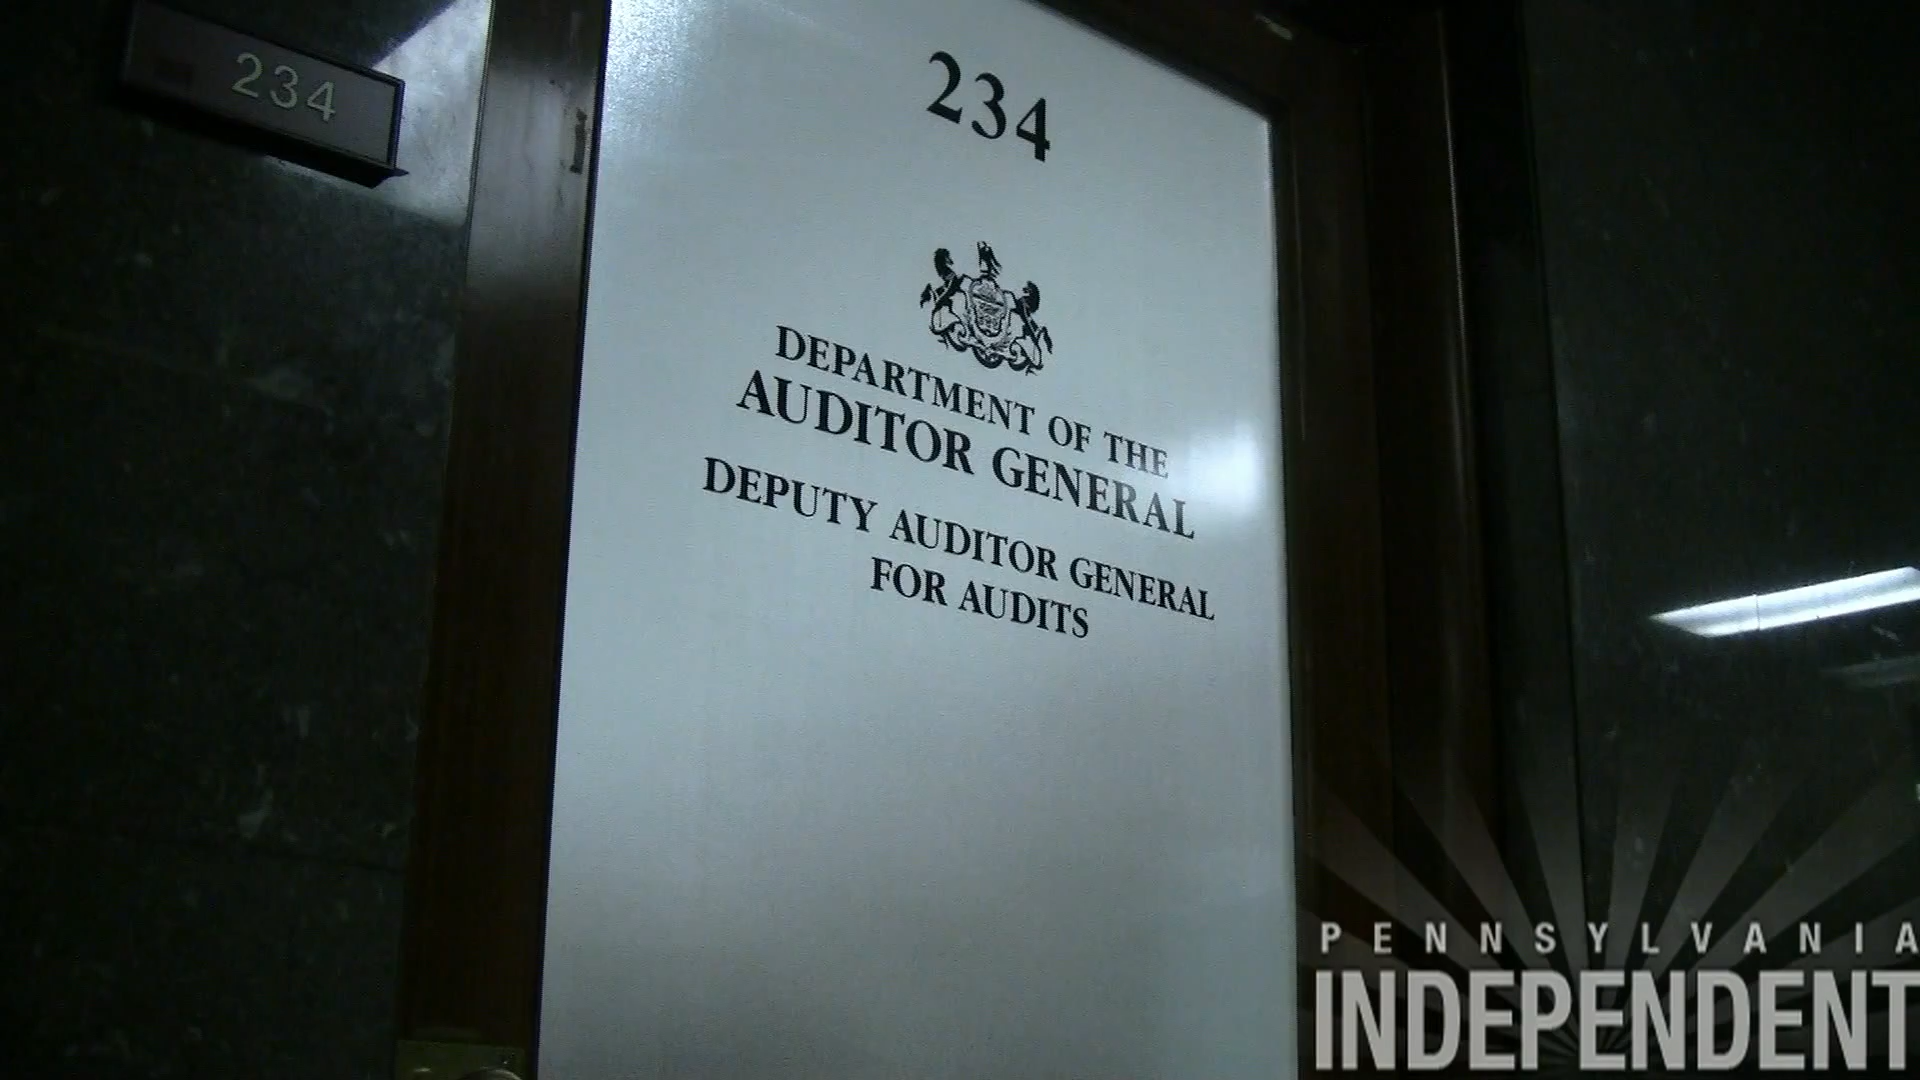 234
234
DEPARTMENT OF THE
AUDITOR GENERAL
DEPUTY AUDITOR GENERAL
FOR AUDITS
PENNSYLVANIA
INDEPENDENT